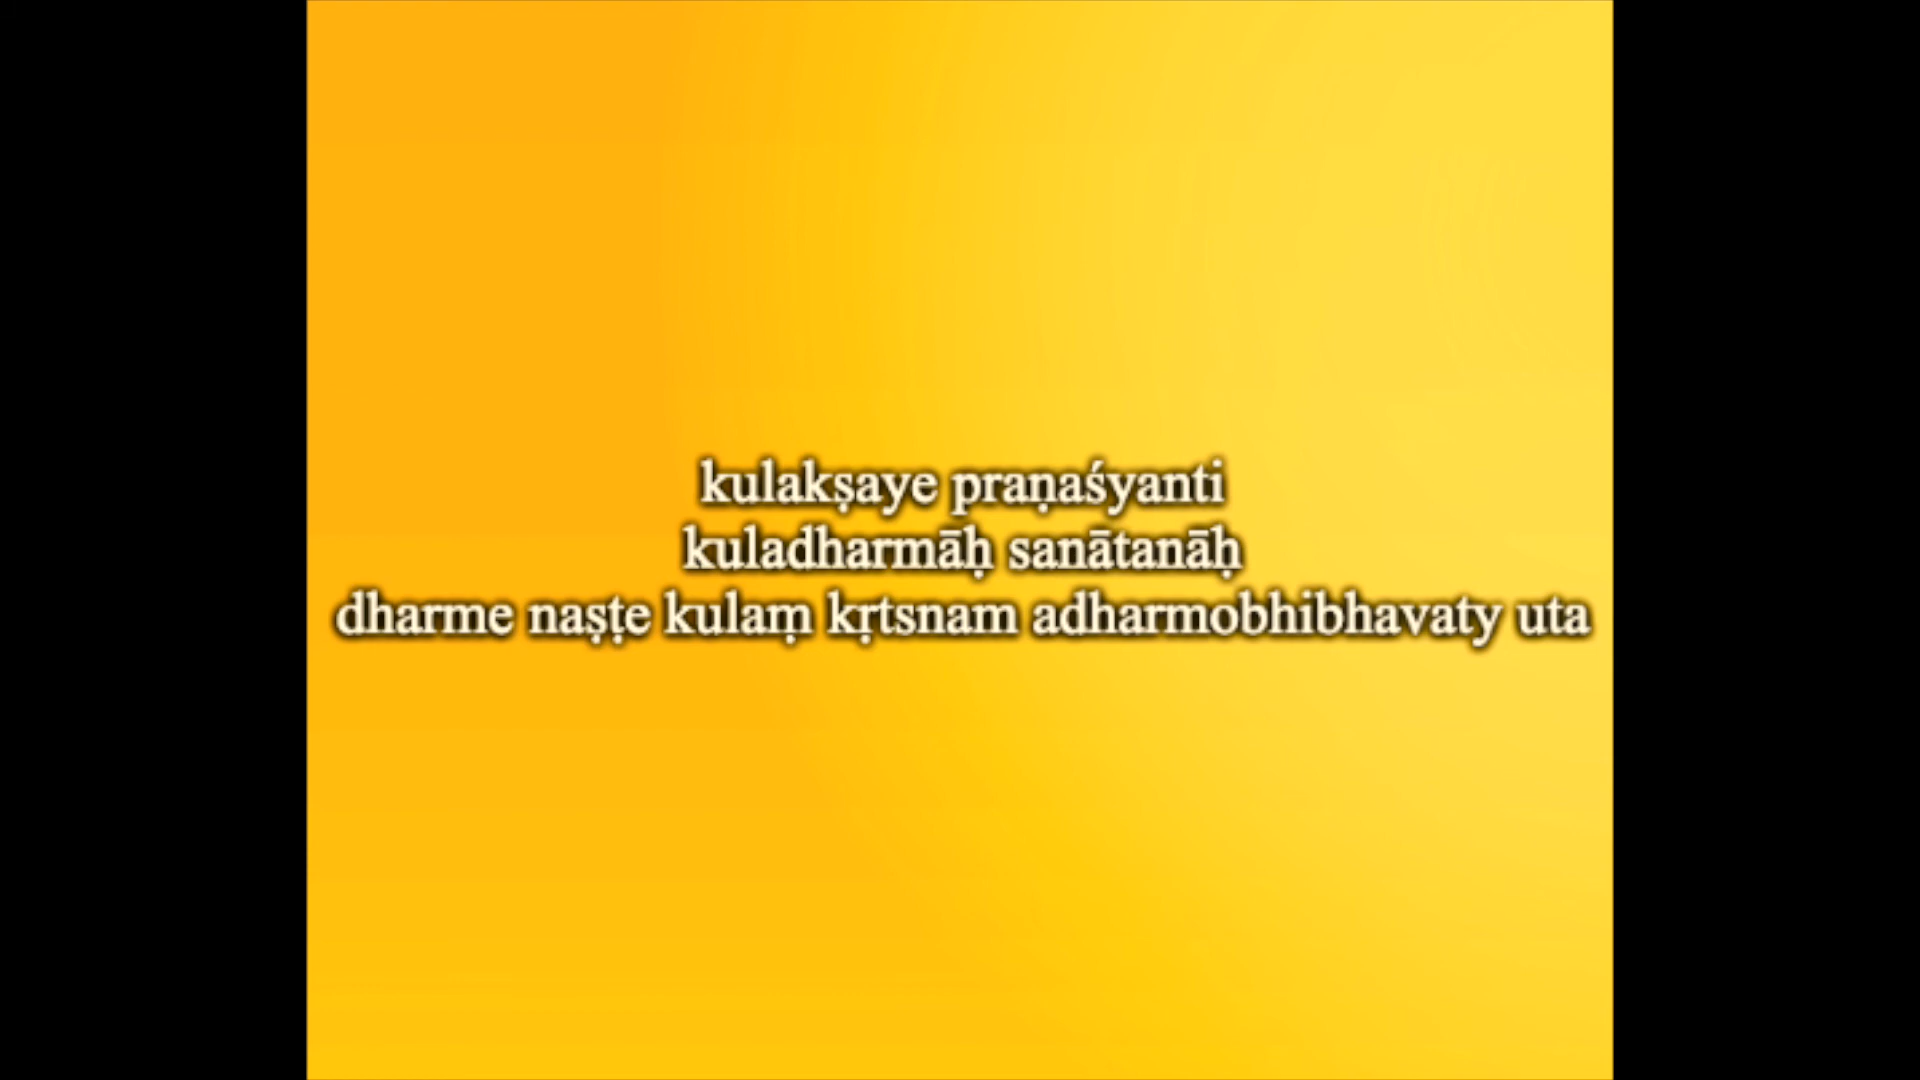 kulakṣaye praṇaśyanti
kuladharmāḥ sanātanāḥ
dharme naṣṭe kulaṃ kṛtsnam adharmobhibhavaty uta